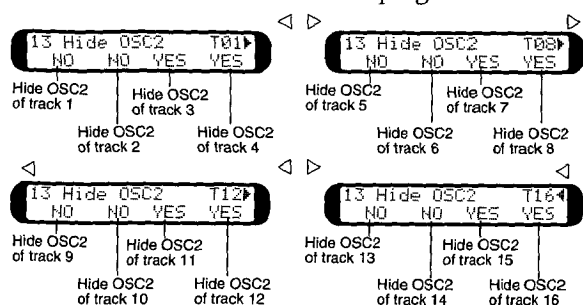 13 Hide OSC2 T01
NO NO YES YES
Hide OSC2 of track 1
Hide OSC2 of track 3
Hide OSC2 of track 2
Hide OSC2 of track 4
13 Hide OSC2 T08
NO NO YES YES
Hide OSC2 of track 5
Hide OSC2 of track 7
Hide OSC2 of track 6
Hide OSC2 of track 8
13 Hide OSC2 T12
NO NO YES YES
Hide OSC2 of track 9
Hide OSC2 of track 11
Hide OSC2 of track 10
Hide OSC2 of track 12
13 Hide OSC2 T16
NO NO YES YES
Hide OSC2 of track 13
Hide OSC2 of track 15
Hide OSC2 of track 14
Hide OSC2 of track 16